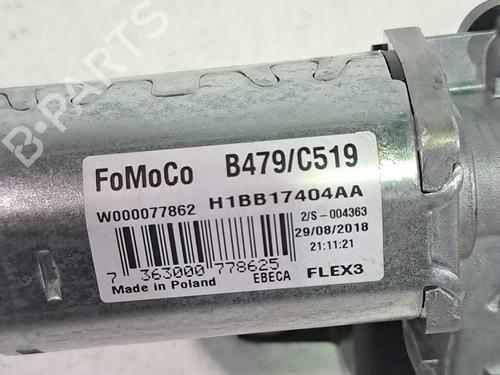 B-PARTS
FoMoCo B479/C519
W000077862 H1BB17404AA
2/S-004363
29/08/2018
21:11:21
7 363000 778625
Made in Poland EBECA FLEX3